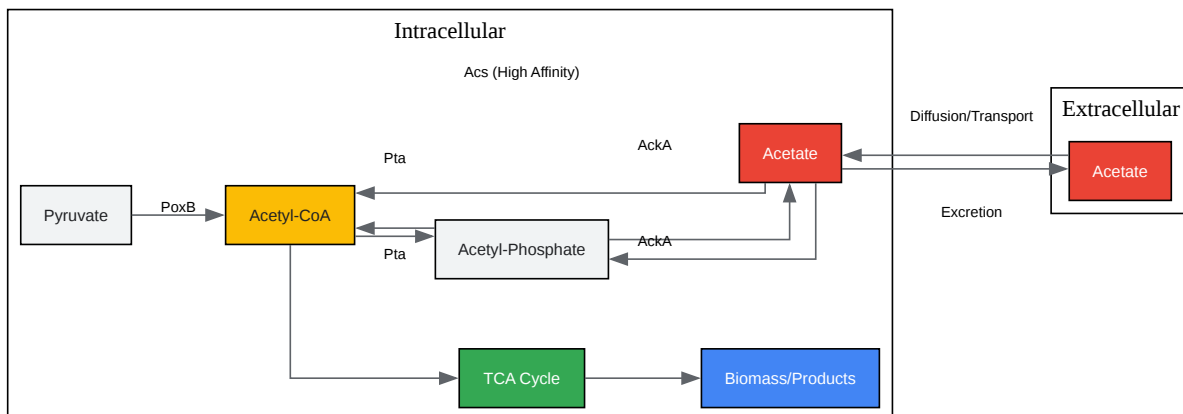 Intracellular
Acs (High Affinity)
Extracellular
Diffusion/Transport
AckA
Acetate
Pta
Acetate
Pyruvate
PoxB
Acetyl-CoA
Excretion
AckA
Acetyl-Phosphate
Pta
TCA Cycle
Biomass/Products